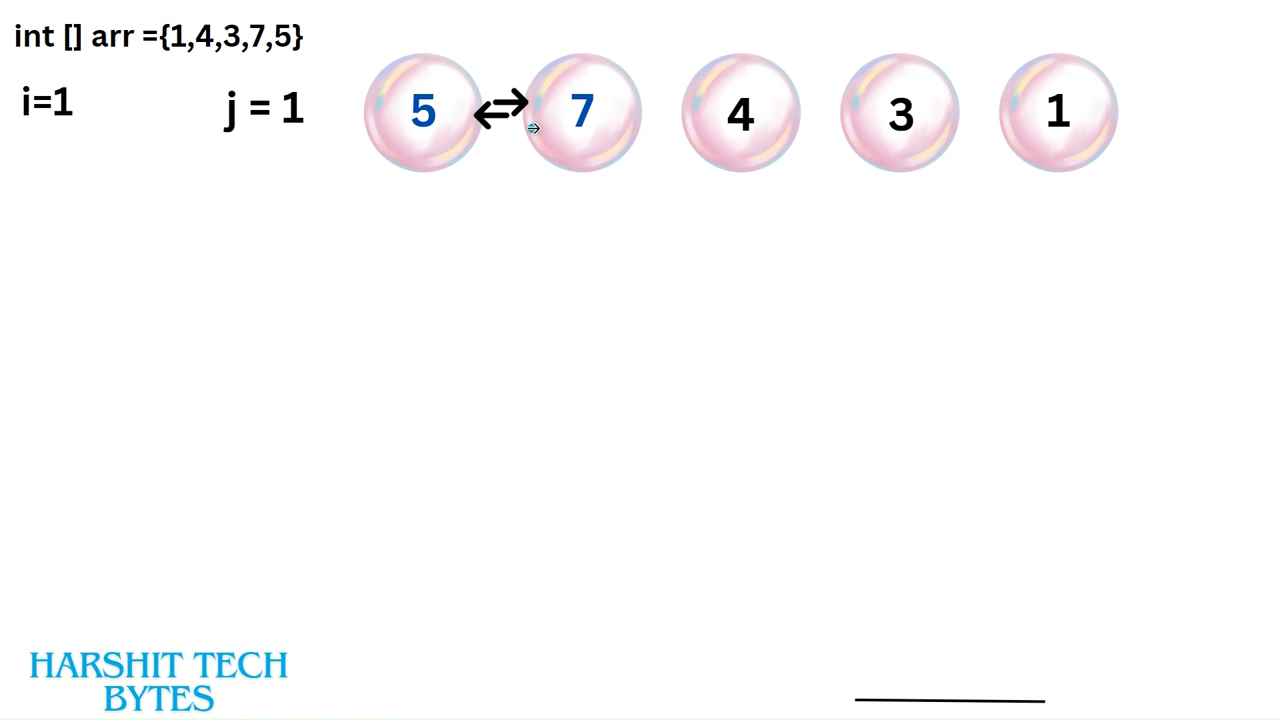 int [] arr ={1,4,3,7,5}
i=1 j = 1 5 7 4 3 1
HARSHIT TECH
BYTES